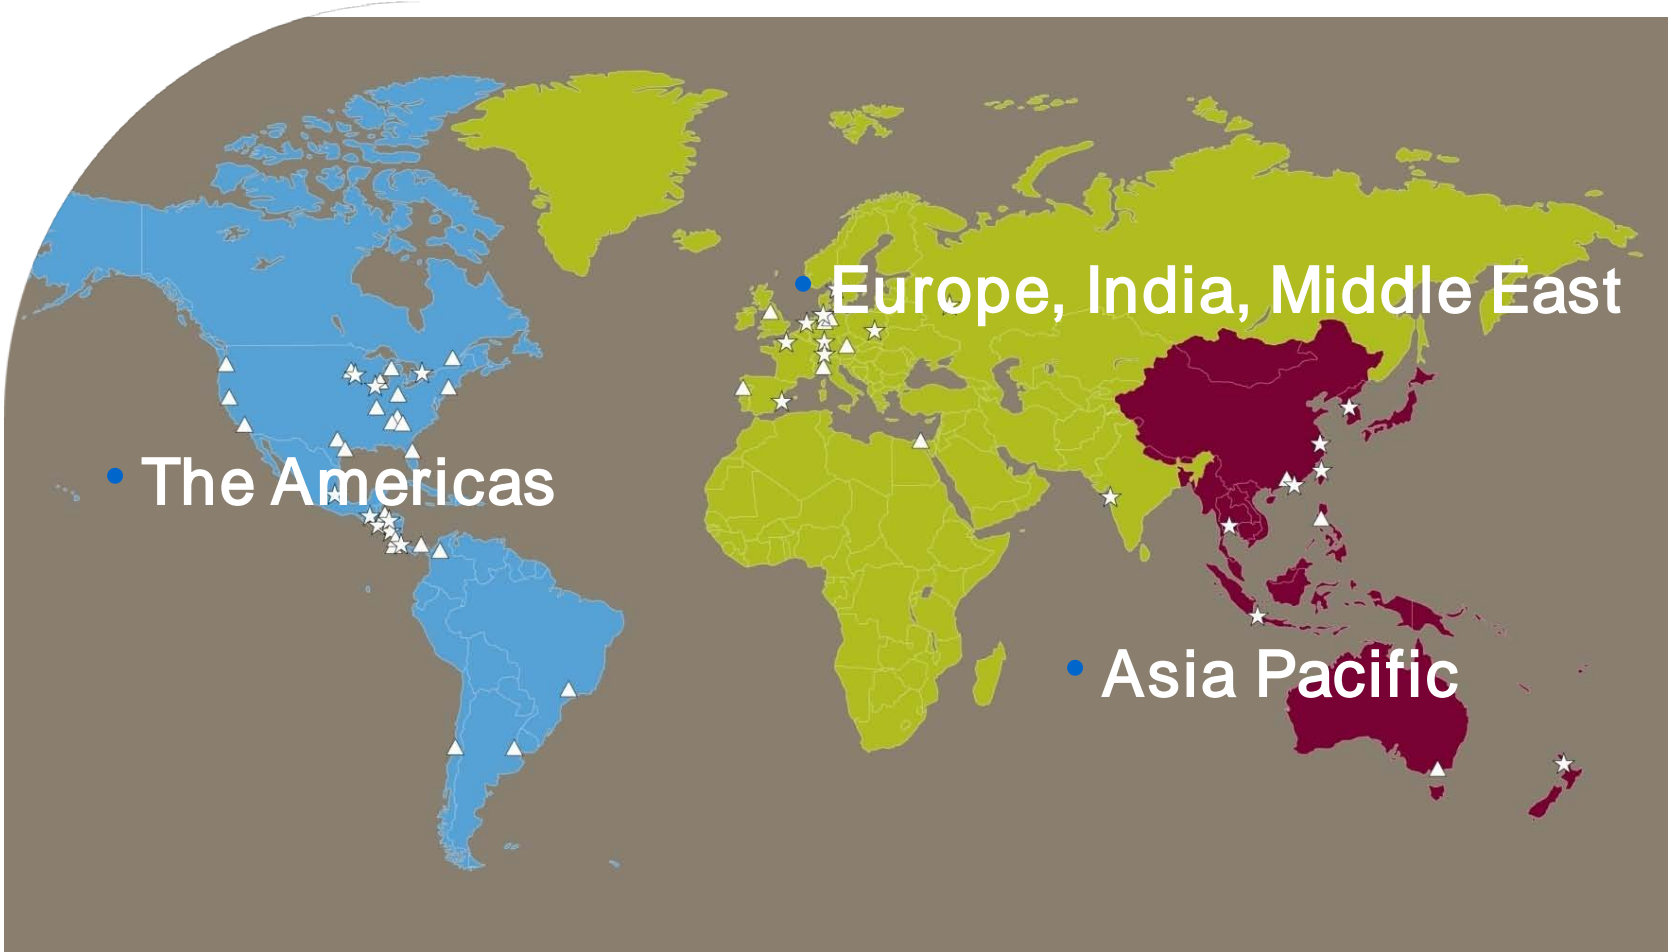 • Europe, India, Middle East
• The Americas
• Asia Pacific